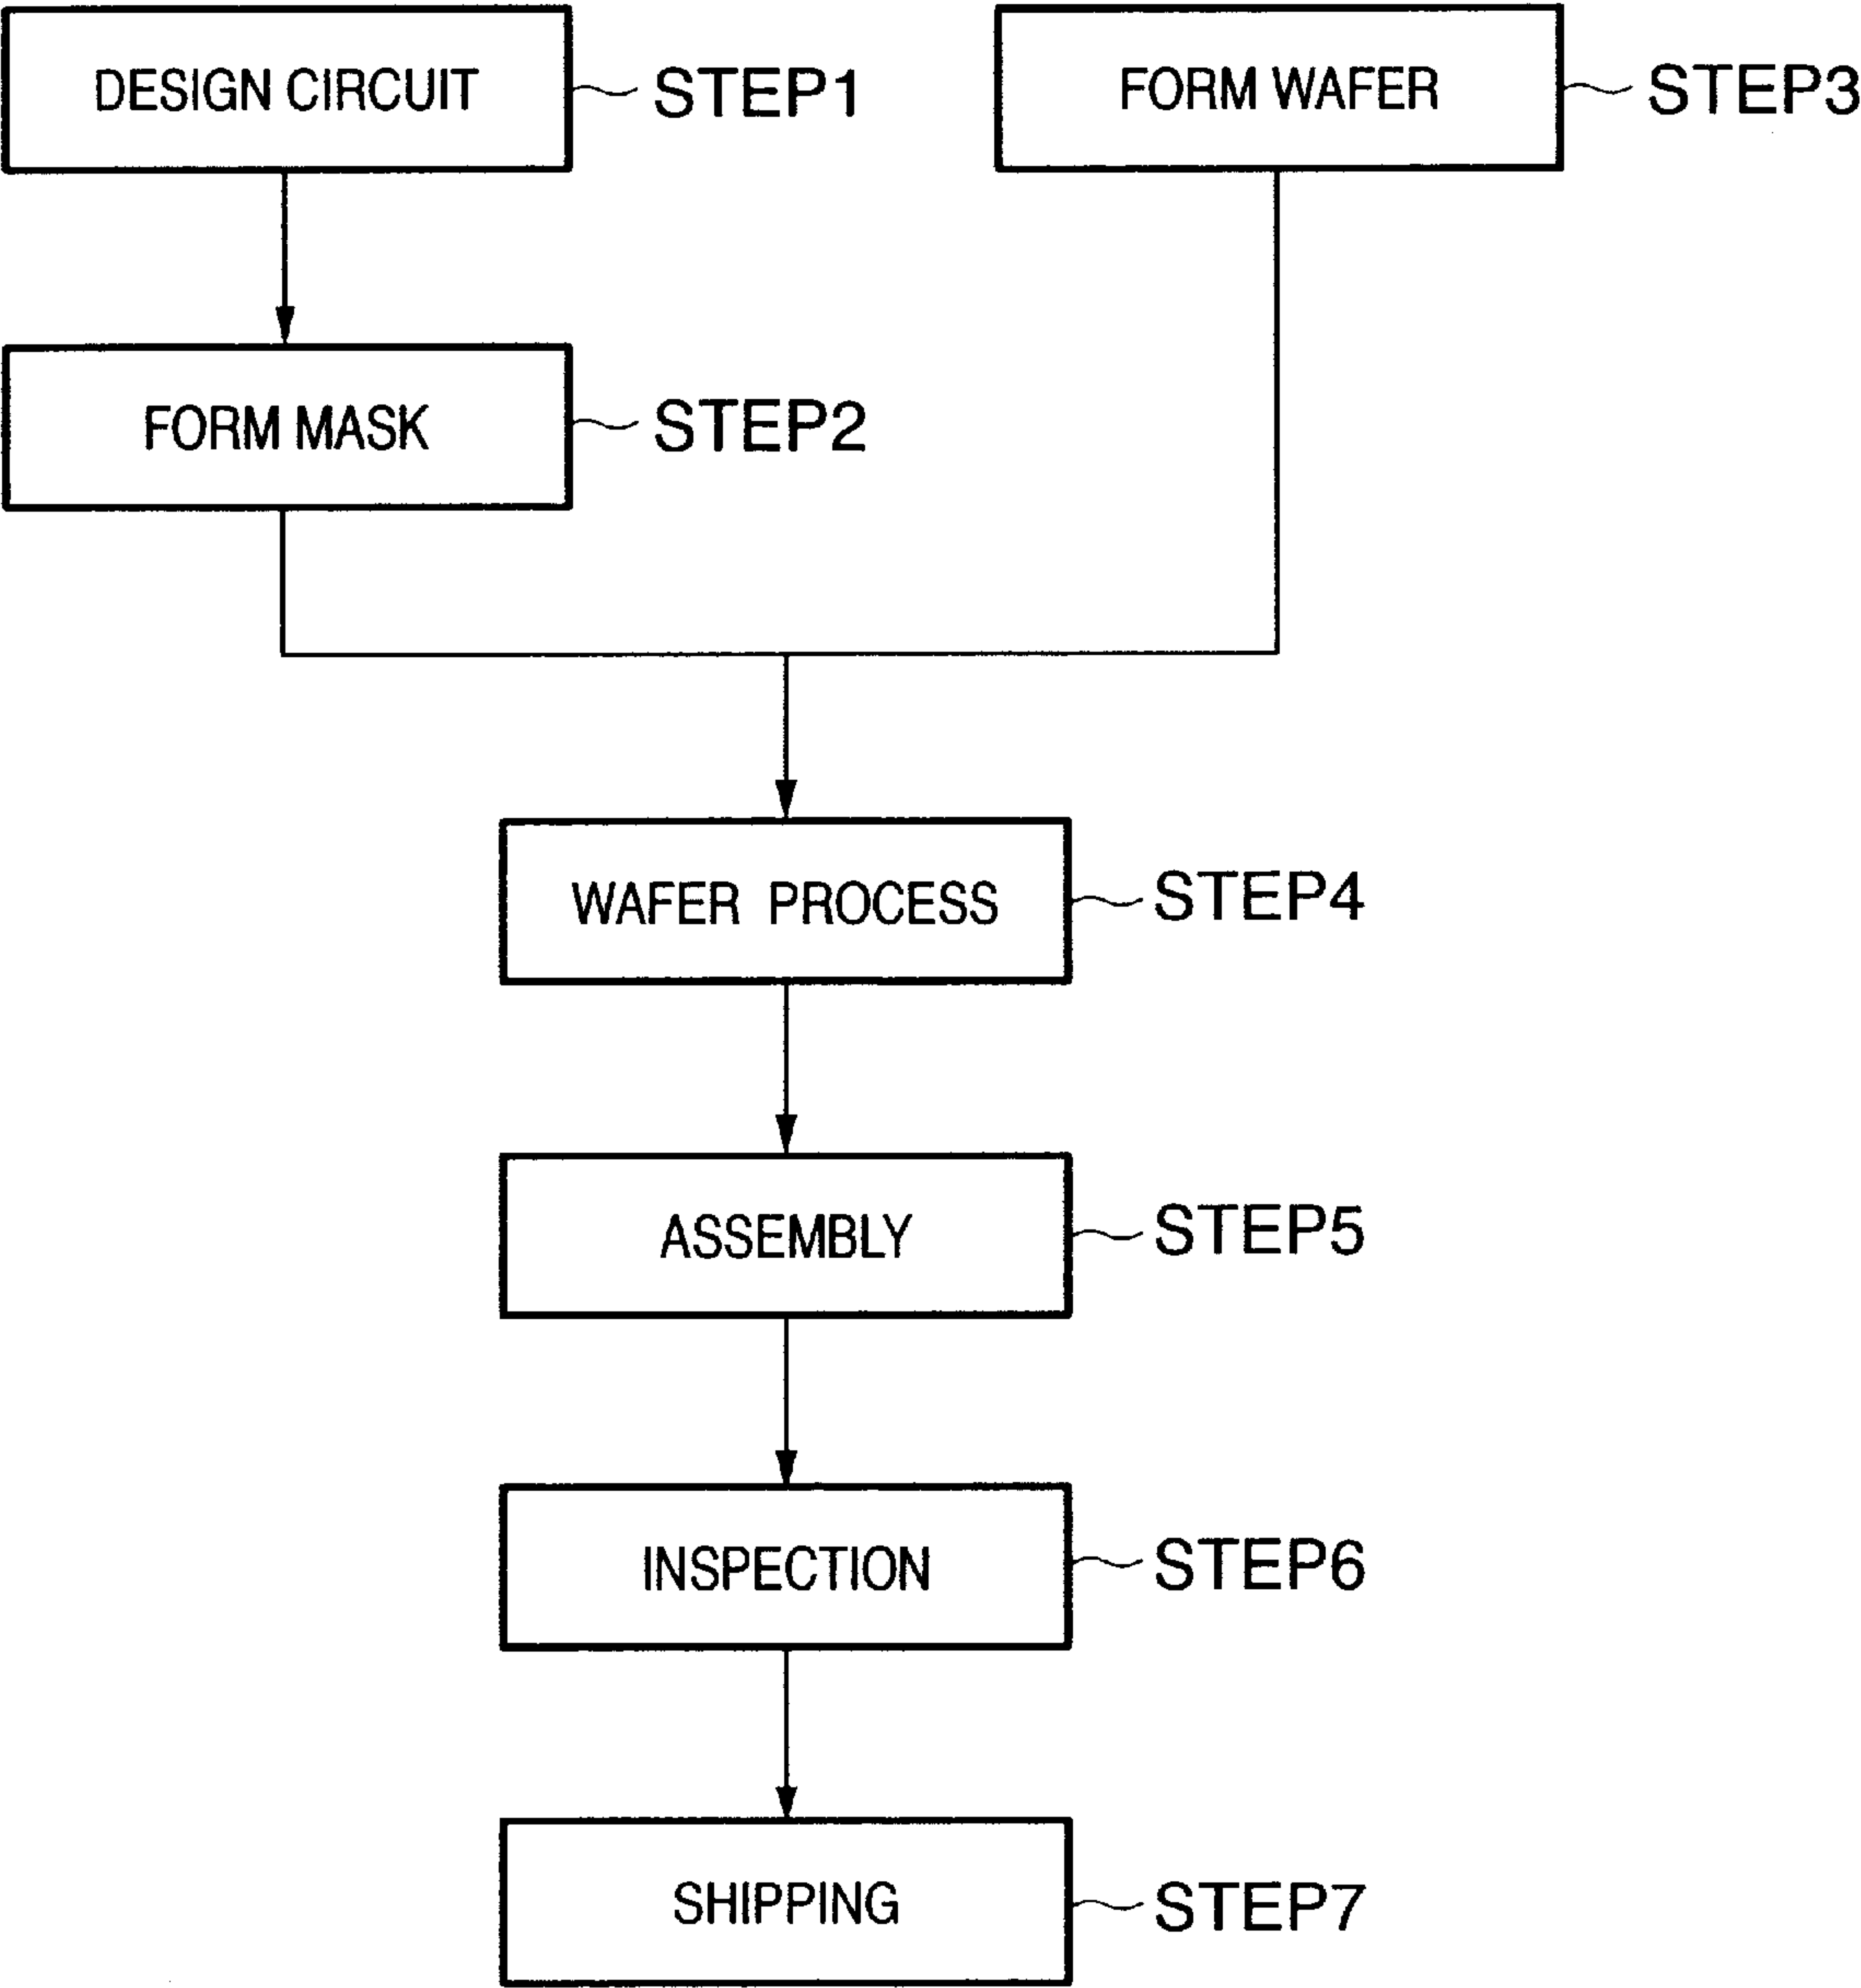 DESIGN CIRCUIT
STEP1
FORM WAFER
STEP3
FORM MASK
STEP2
WAFER PROCESS
STEP4
ASSEMBLY
STEP5
INSPECTION
STEP6
SHIPPING
STEP7